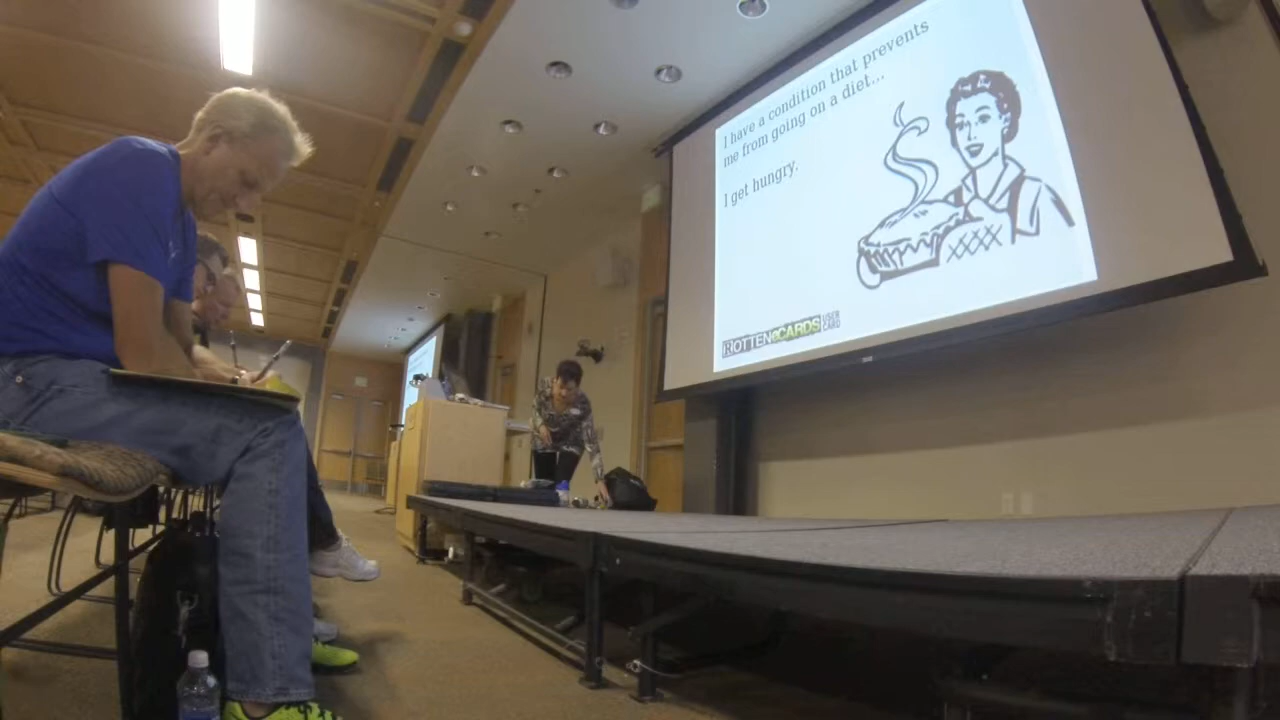 I have a condition that prevents
me from going on a diet...
I get hungry.
ROTTENeCARDS
USER
CARD